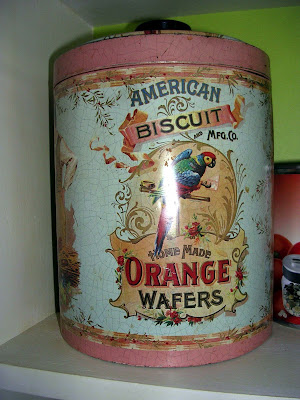 AMERICAN
BISCUIT
AND MFG. CO.
HOME MADE
ORANGE
WAFERS